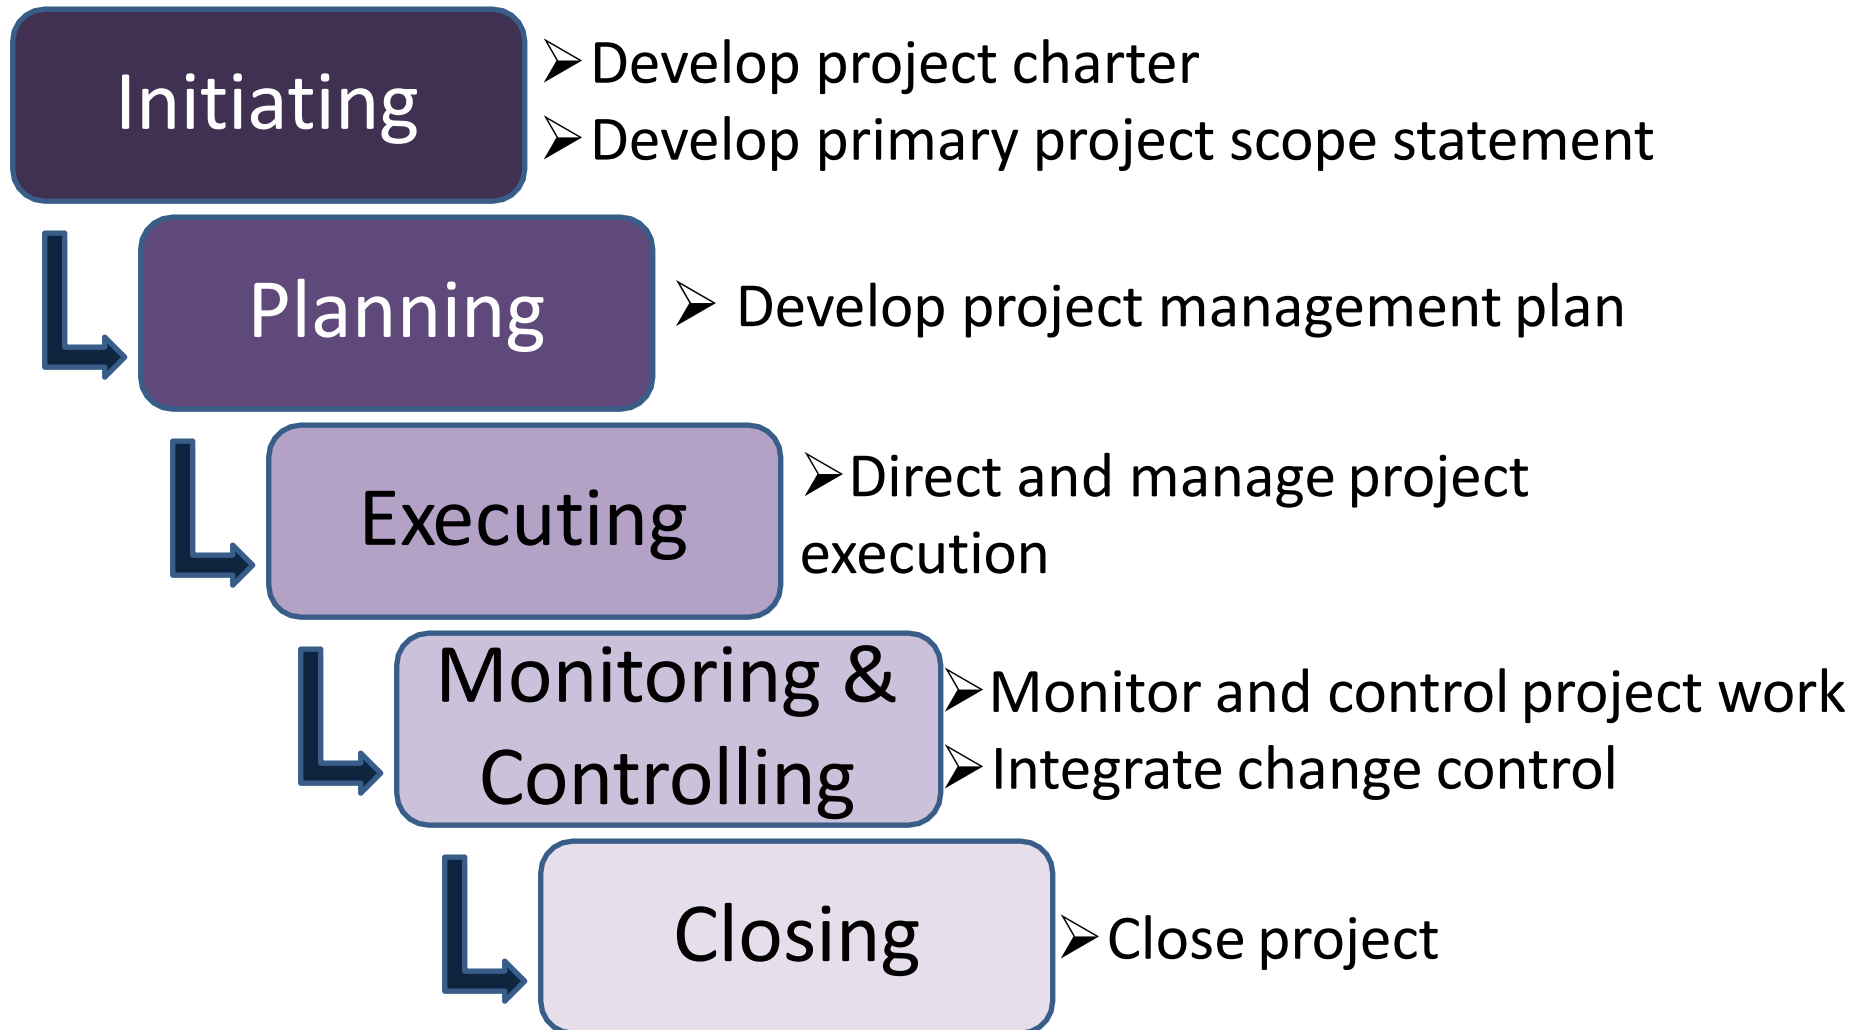 Initiating
➢Develop project charter
➢Develop primary project scope statement
Planning
➢ Develop project management plan
Executing
➢Direct and manage project
execution
Monitoring &
Controlling
➢Monitor and control project work
➢Integrate change control
Closing
➢Close project